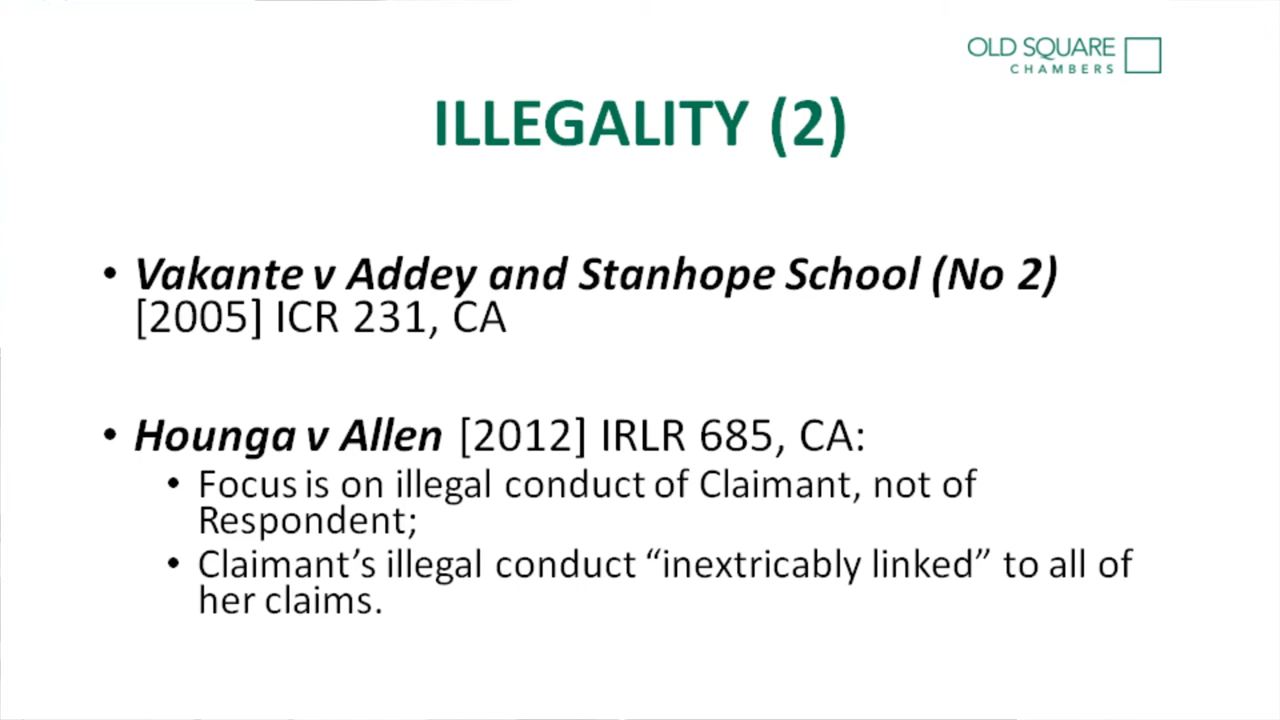 OLD SQUARE
CHAMBERS
ILLEGALITY (2)
• Vakante v Addey and Stanhope School (No 2)
[2005] ICR 231, CA
• Hounga v Allen [2012] IRLR 685, CA:
• Focus is on illegal conduct of Claimant, not of
Respondent;
• Claimant’s illegal conduct “inextricably linked” to all of
her claims.